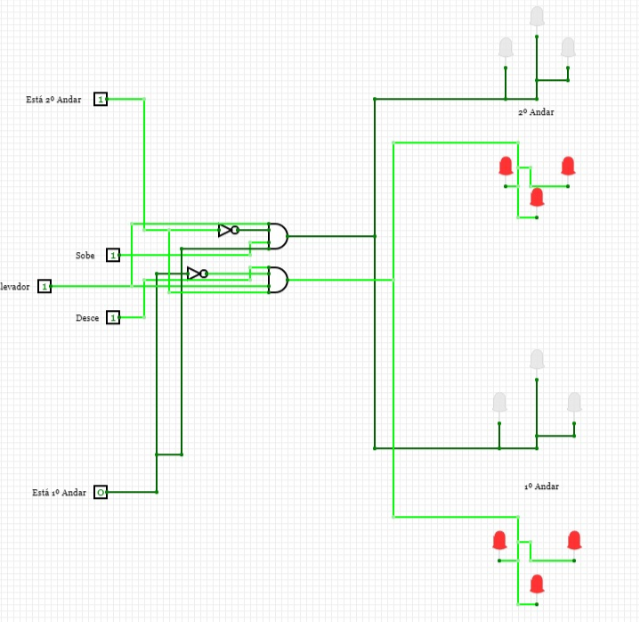 Está 2º Andar
1
2º Andar
Sobe
1
levador
1
Desce
1
1º Andar
Está 1º Andar
0